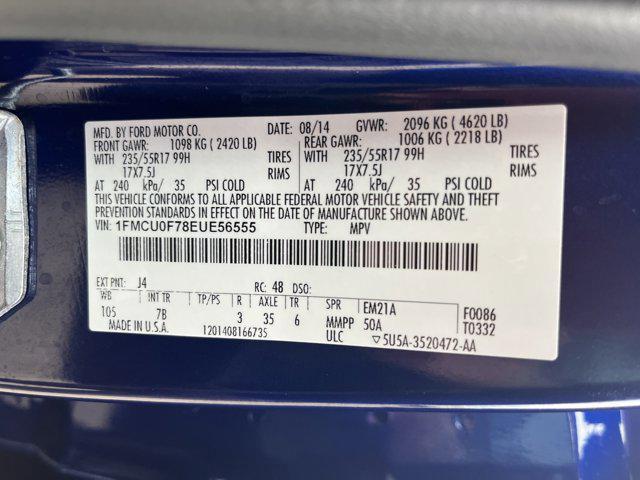 MFD. BY FORD MOTOR CO. DATE: 08/14 GVWR: 2096 KG ( 4620 LB)
FRONT GAWR: 1098 KG ( 2420 LB) REAR GAWR: 1006 KG ( 2218 LB)
WITH 235/55R17 99H TIRES WITH 235/55R17 99H TIRES
17X7.5J RIMS 17X7.5J RIMS
AT 240 kPa/ 35 PSI COLD AT 240 kPa/ 35 PSI COLD
THIS VEHICLE CONFORMS TO ALL APPLICABLE FEDERAL MOTOR VEHICLE SAFETY AND THEFT
PREVENTION STANDARDS IN EFFECT ON THE DATE OF MANUFACTURE SHOWN ABOVE.
VIN: 1FMCU0F78EUE56555 TYPE: MPV
EXT PNT: J4 RC: 48 DSO:
WB INT TR TP/PS R AXLE TR SPR EM21A F0086
105 7B 3 35 6 MMPP 50A T0332
MADE IN U.S.A. 1201408166735 ULC ▽5U5A-3520472-AA